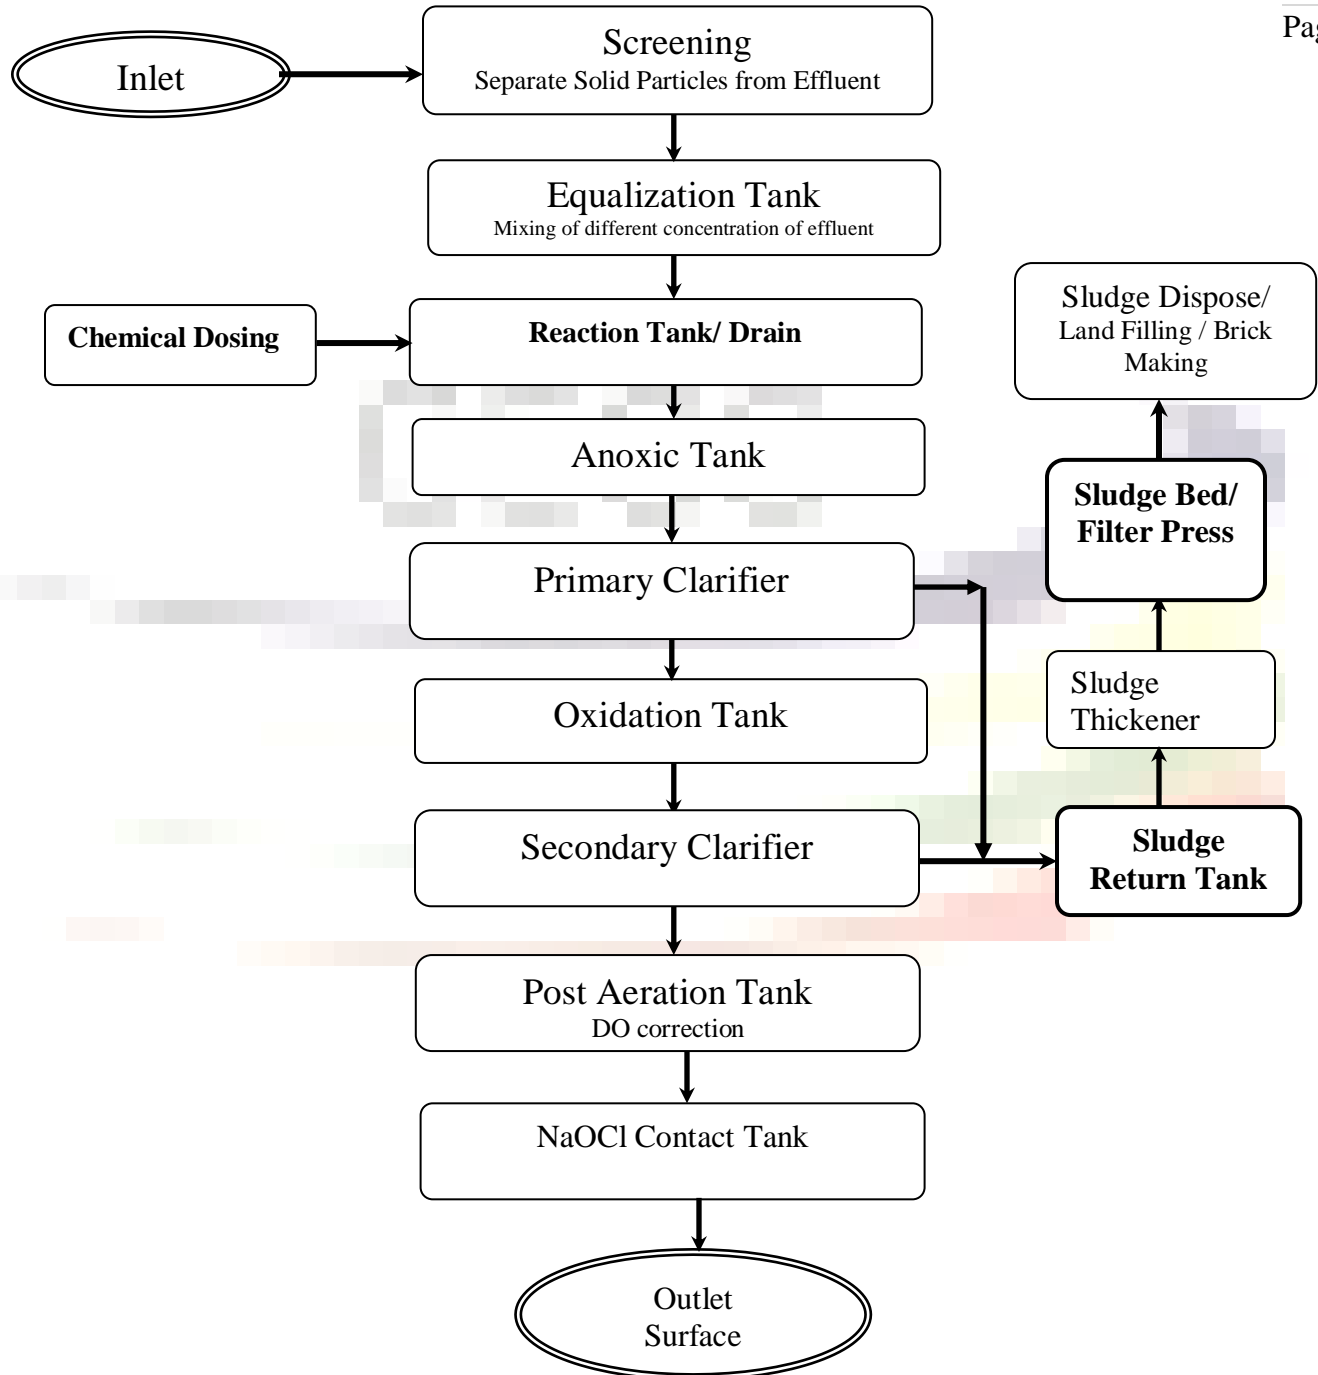 Inlet
Screening
Separate Solid Particles from Effluent
Equalization Tank
Mixing of different concentration of effluent
Chemical Dosing
Reaction Tank/ Drain
Anoxic Tank
Primary Clarifier
Oxidation Tank
Secondary Clarifier
Post Aeration Tank
DO correction
NaOCl Contact Tank
Outlet
Surface
Sludge Dispose/
Land Filling / Brick
Making
Sludge Bed/
Filter Press
Sludge
Thickener
Sludge
Return Tank